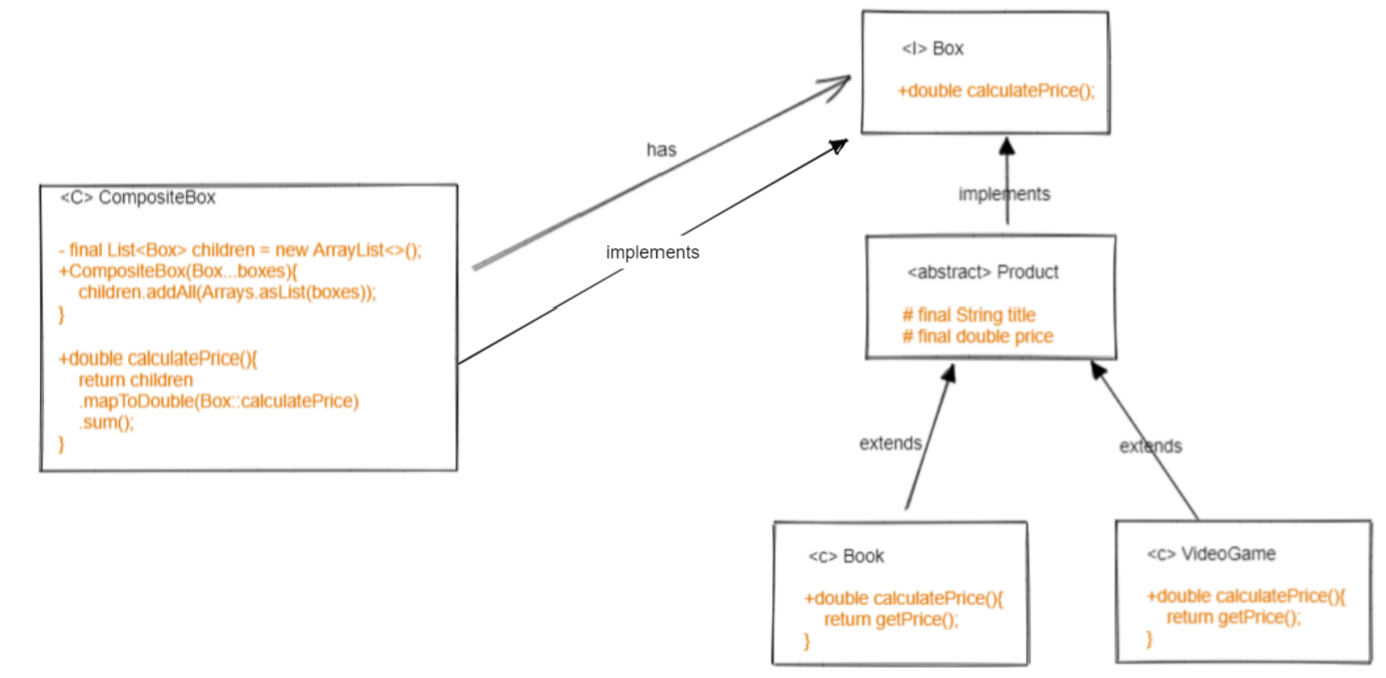 <I> Box
+double calculatePrice();
has
implements
<C> CompositeBox
- final List<Box> children = new ArrayList<>();
+CompositeBox(Box...boxes){
children.addAll(Arrays.asList(boxes));
}
+double calculatePrice(){
return children
.mapToDouble(Box::calculatePrice)
.sum();
}
implements
<abstract> Product
# final String title
# final double price
extends
extends
<c> Book
+double calculatePrice(){
return getPrice();
}
<c> VideoGame
+double calculatePrice(){
return getPrice();
}